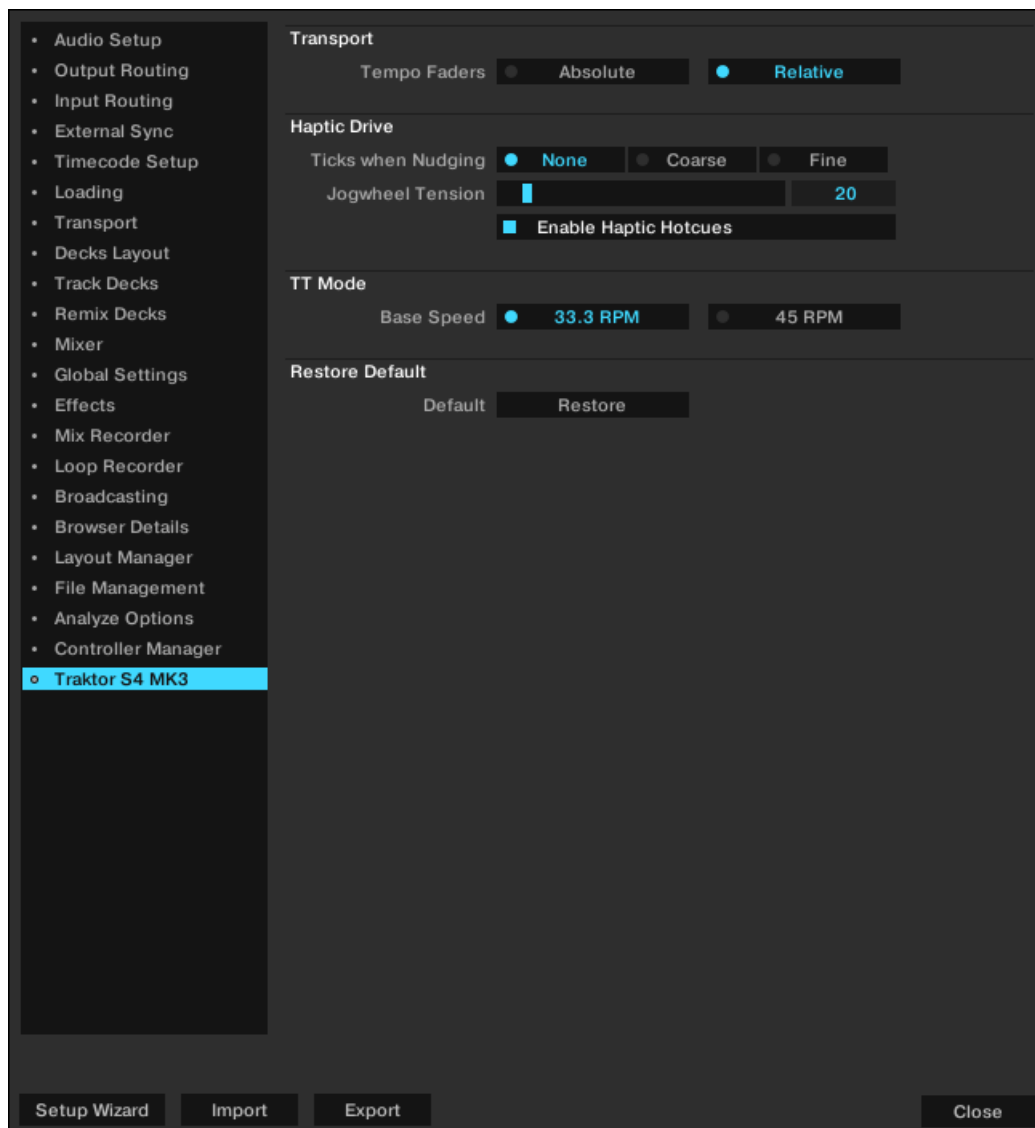 Audio Setup
Output Routing
Input Routing
External Sync
Timecode Setup
Loading
Transport
Decks Layout
Track Decks
Remix Decks
Mixer
Global Settings
Effects
Mix Recorder
Loop Recorder
Broadcasting
Browser Details
Layout Manager
File Management
Analyze Options
Controller Manager
Traktor S4 MK3
Transport
Tempo Faders Absolute Relative
Haptic Drive
Ticks when Nudging None Coarse Fine
Jogwheel Tension 20
Enable Haptic Hotcues
TT Mode
Base Speed 33.3 RPM 45 RPM
Restore Default
Default Restore
Setup Wizard Import Export Close